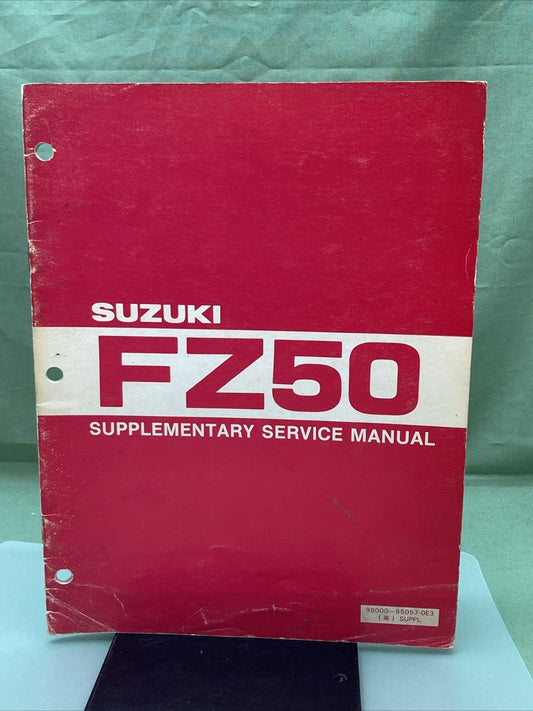 SUZUKI
FZ50
SUPPLEMENTARY SERVICE MANUAL
99000-85057-0E3
(英) SUPPL.